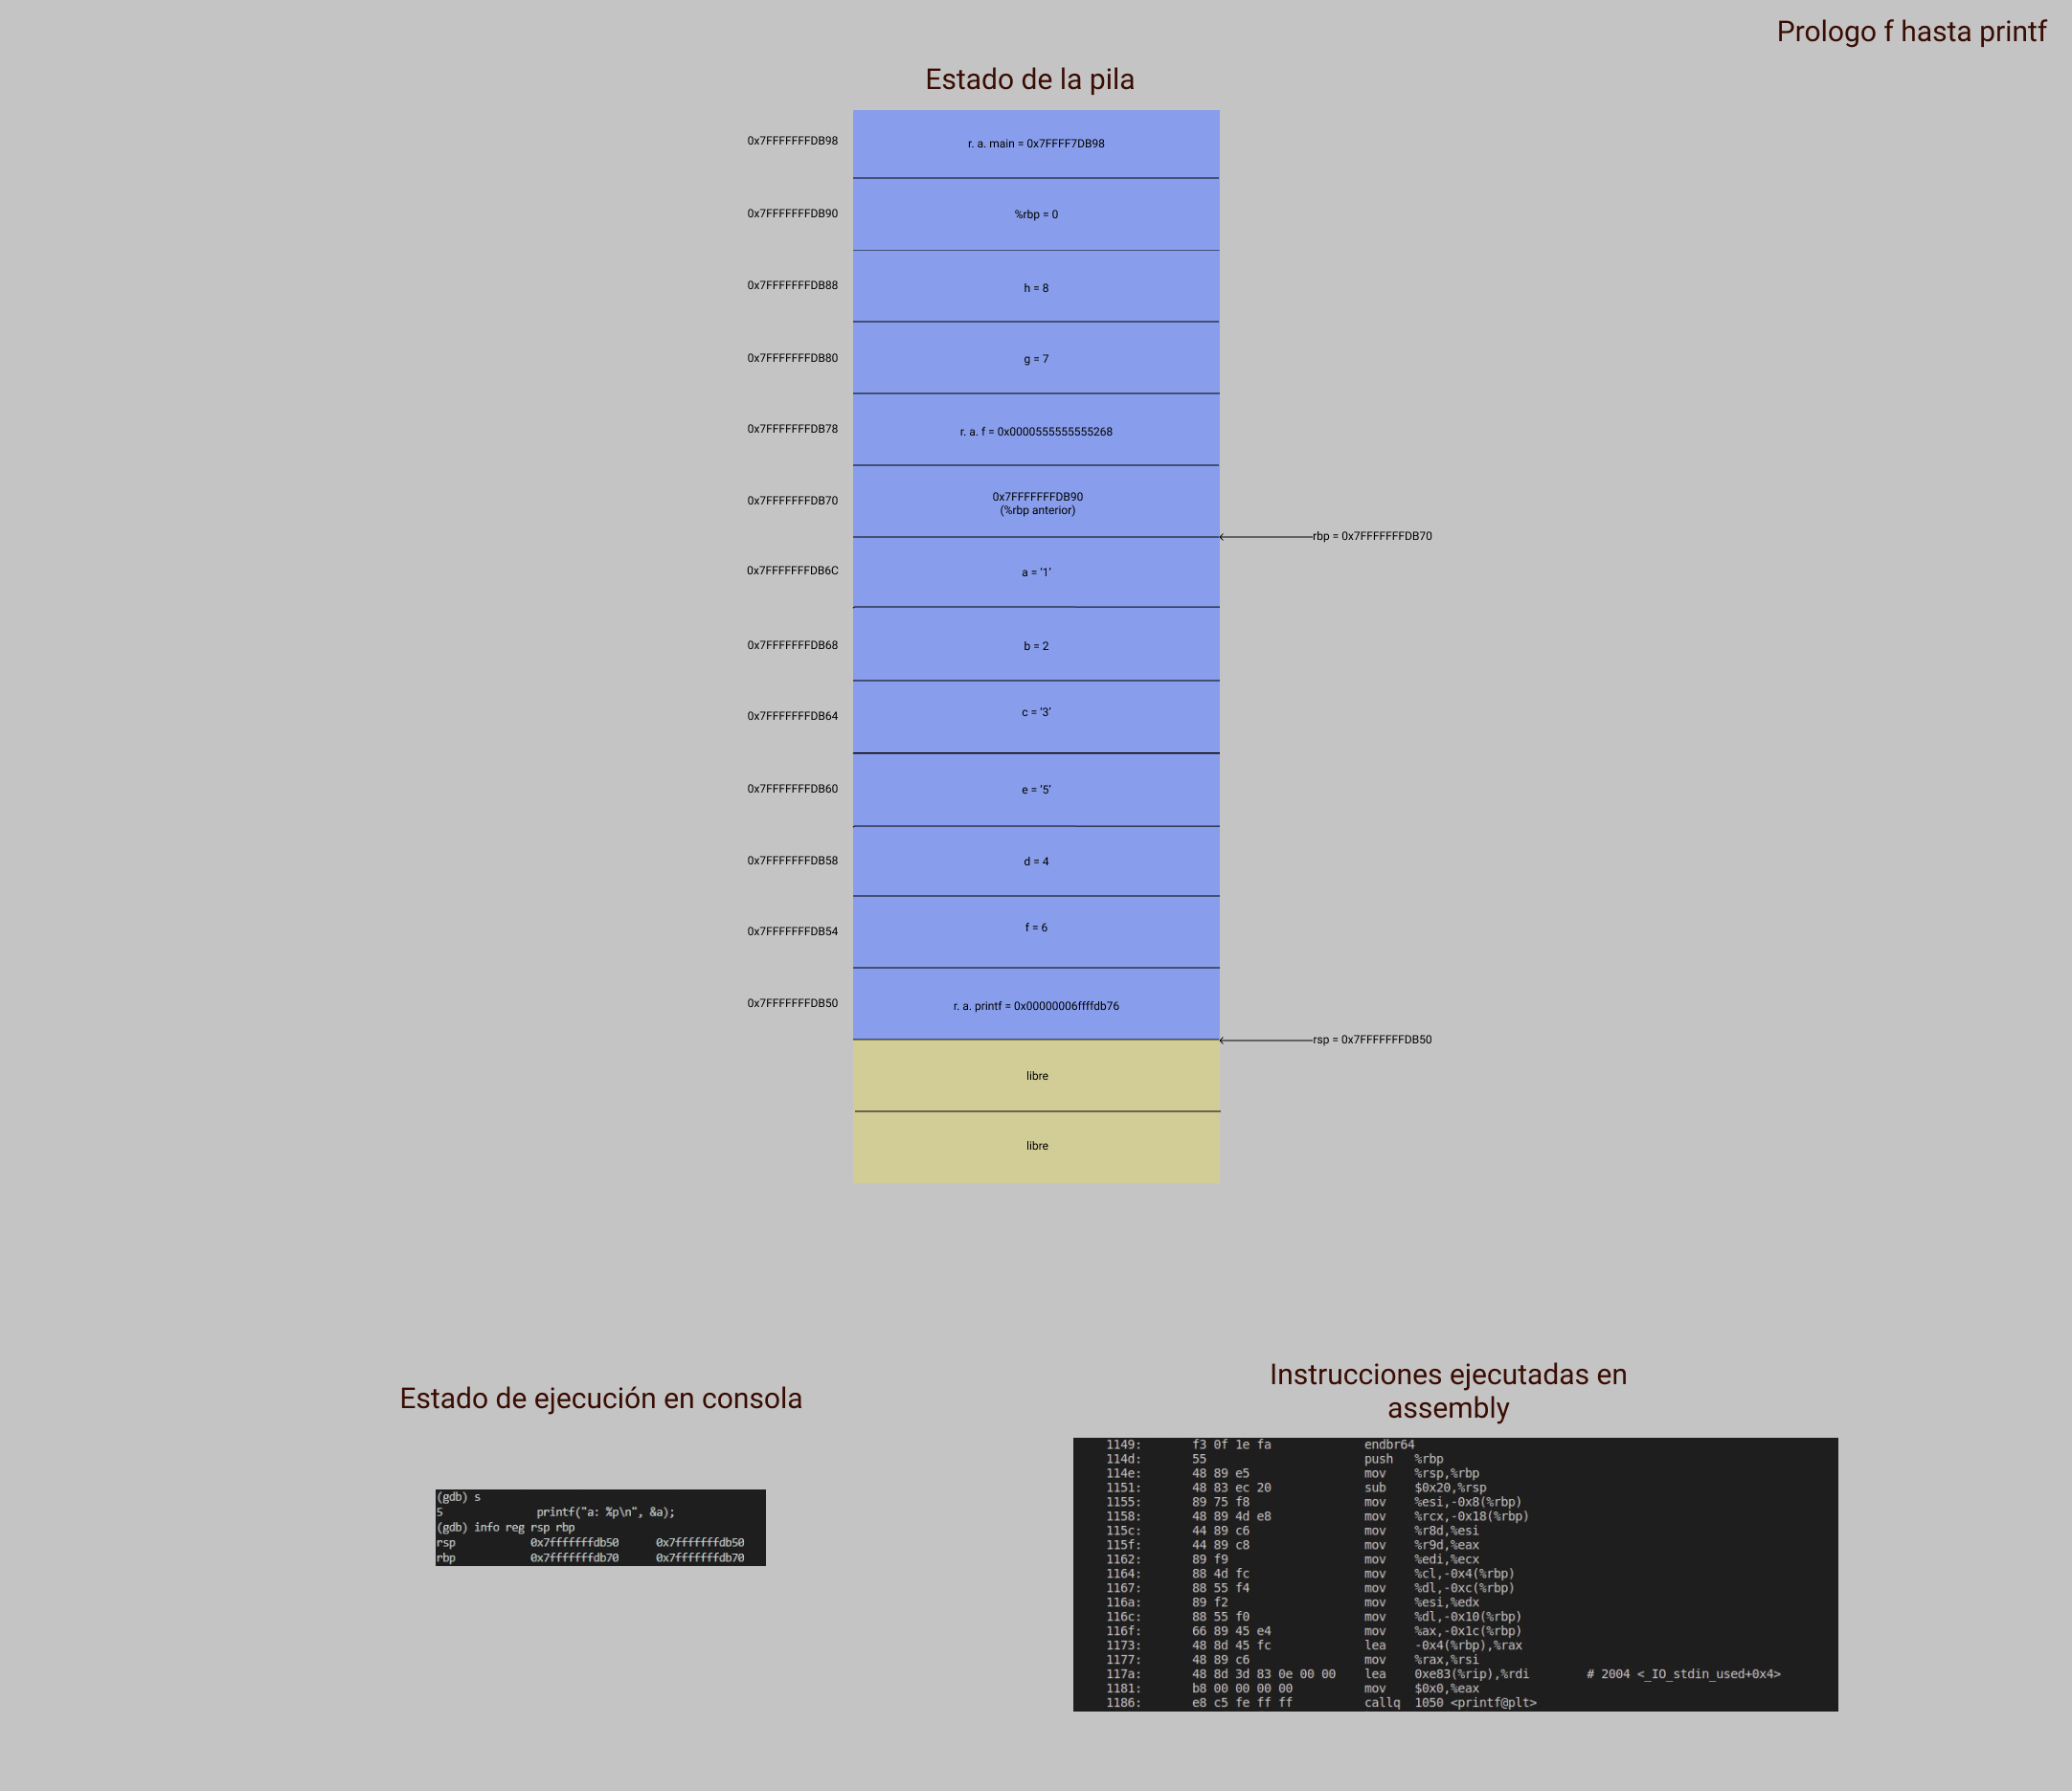 Prologo f hasta printf
Estado de la pila
0x7FFFFFFFDB98 r. a. main = 0x7FFFF7DB98
0x7FFFFFFFDB90 %rbp = 0
0x7FFFFFFFDB88 h = 8
0x7FFFFFFFDB80 g = 7
0x7FFFFFFFDB78 r. a. f = 0x0000555555555268
0x7FFFFFFFDB70 0x7FFFFFFFDB90
(%rbp anterior)
rbp = 0x7FFFFFFFDB70
0x7FFFFFFFDB6C a = '1'
0x7FFFFFFFDB68 b = 2
0x7FFFFFFFDB64 c = '3'
0x7FFFFFFFDB60 e = '5'
0x7FFFFFFFDB58 d = 4
0x7FFFFFFFDB54 f = 6
0x7FFFFFFFDB50 r. a. printf = 0x00000006ffffdb76
rsp = 0x7FFFFFFFDB50
libre
libre
Estado de ejecución en consola
(gdb) s
5 printf("a: %p\n", &a);
(gdb) info reg rsp rbp
rsp 0x7fffffffdb50 0x7fffffffdb50
rbp 0x7fffffffdb70 0x7fffffffdb70
Instrucciones ejecutadas en
assembly
1149: f3 0f 1e fa endbr64
114d: 55 push %rbp
114e: 48 89 e5 mov %rsp,%rbp
1151: 48 83 ec 20 sub $0x20,%rsp
1155: 89 75 f8 mov %esi,-0x8(%rbp)
1158: 48 89 4d e8 mov %rcx,-0x18(%rbp)
115c: 44 89 c6 mov %r8d,%esi
115f: 44 89 c8 mov %r9d,%eax
1162: 89 f9 mov %edi,%ecx
1164: 88 4d fc mov %cl,-0x4(%rbp)
1167: 88 55 f4 mov %dl,-0xc(%rbp)
116a: 89 f2 mov %esi,%edx
116c: 88 55 f0 mov %dl,-0x10(%rbp)
116f: 66 89 45 e4 mov %ax,-0x1c(%rbp)
1173: 48 8d 45 fc lea -0x4(%rbp),%rax
1177: 48 89 c6 mov %rax,%rsi
117a: 48 8d 3d 83 0e 00 00 lea 0xe83(%rip),%rdi # 2004 <_IO_stdin_used+0x4>
1181: b8 00 00 00 00 mov $0x0,%eax
1186: e8 c5 fe ff ff callq 1050 <printf@plt>